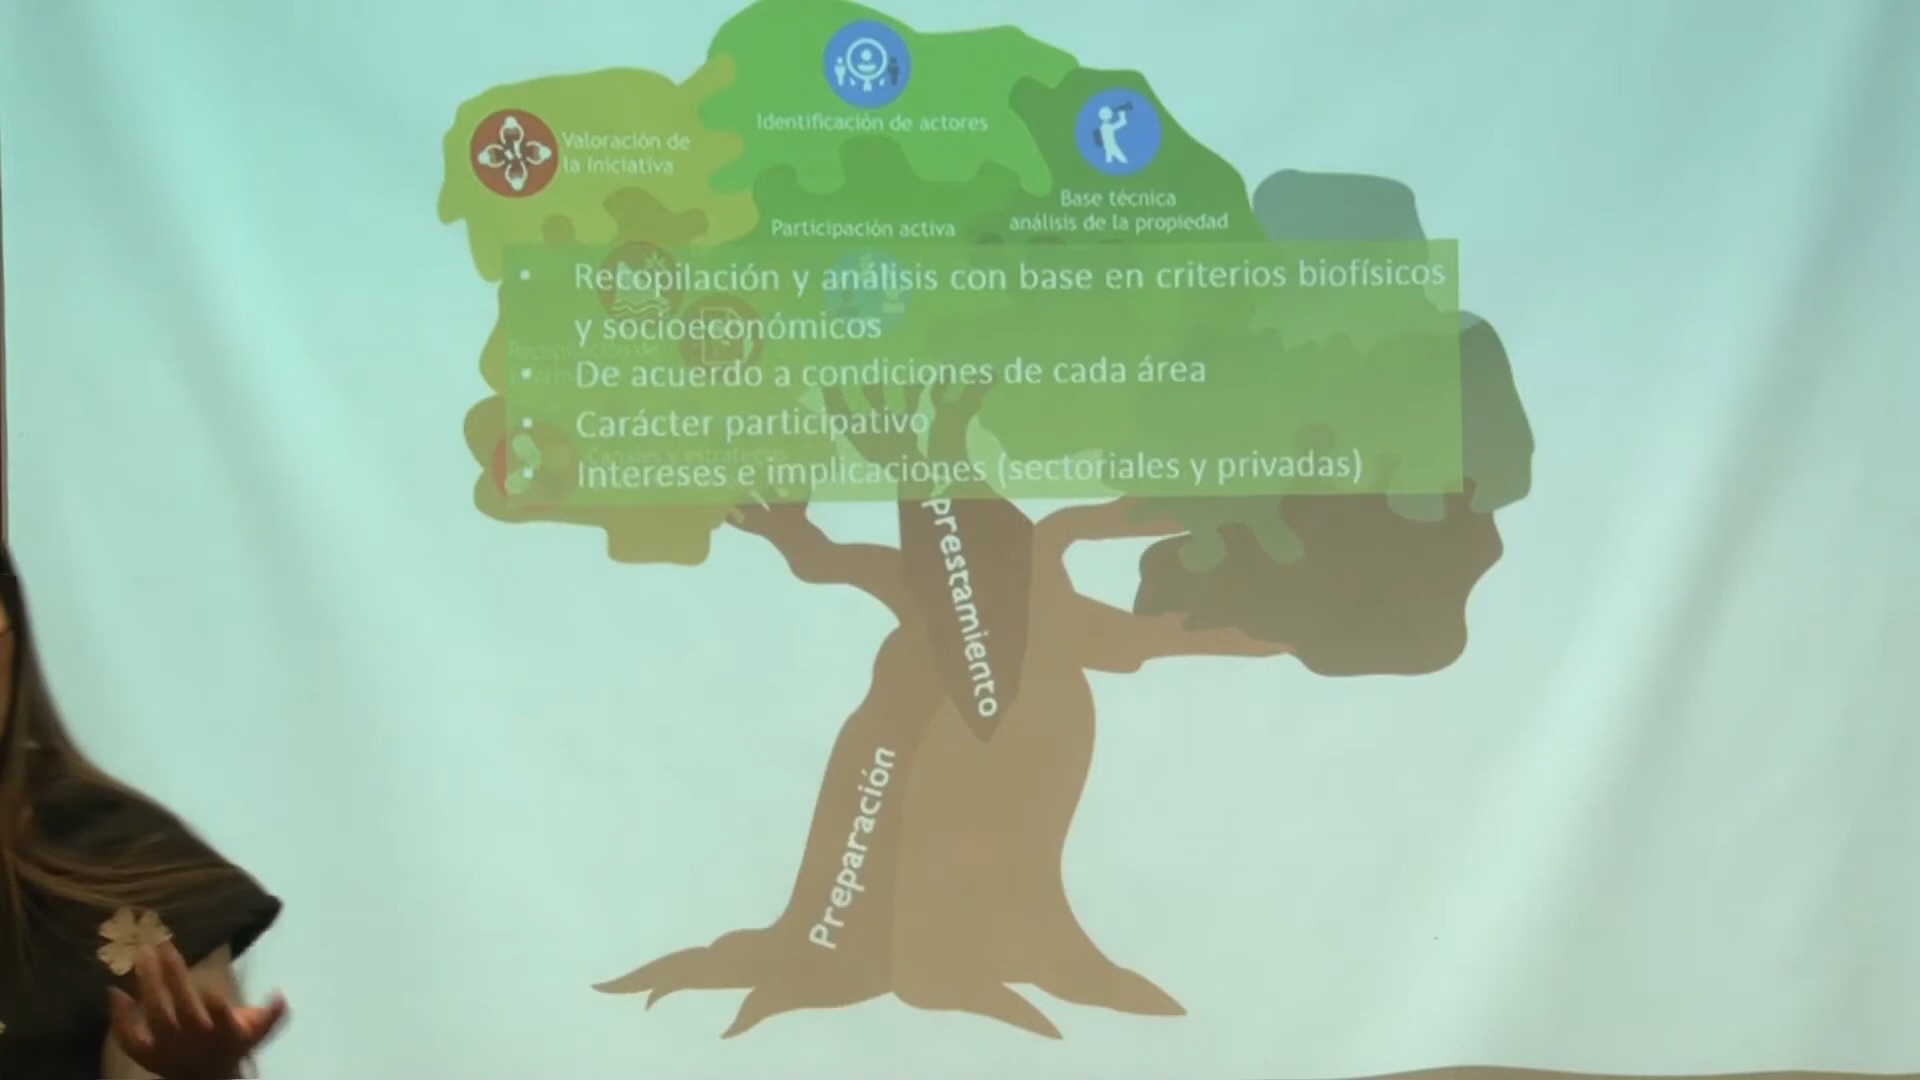 Identificación de actores
Valoración de
la Iniciativa
Base técnica
análisis de la propiedad
Participación activa
• Recopilación y análisis con base en criterios biofísicos
y socioeconómicos
• De acuerdo a condiciones de cada área
• Carácter participativo
• Intereses e implicaciones (sectoriales y privadas)
Aprestamiento
Preparación